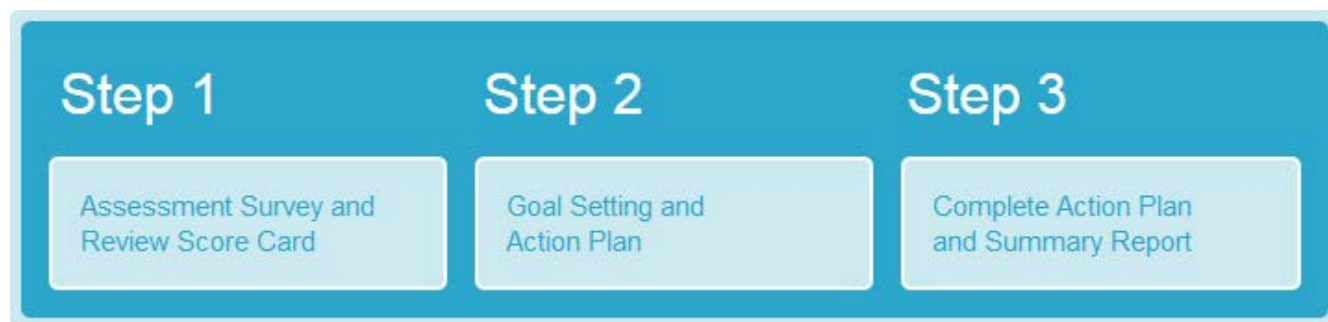 Step 1
Assessment Survey and
Review Score Card
Step 2
Goal Setting and
Action Plan
Step 3
Complete Action Plan
and Summary Report